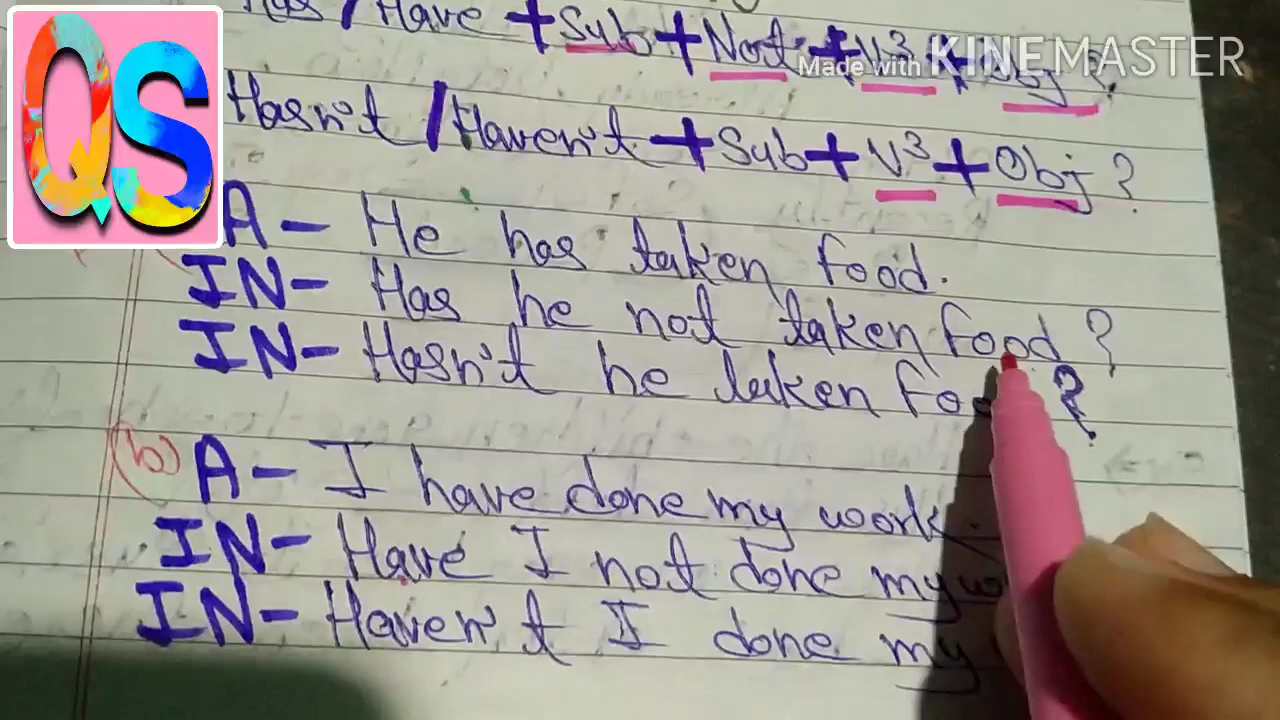 Has / Have + Sub + Not + V3 + Obj ?
Made with KINEMASTER
QS
Hasn't / Haven't + Sub + V3 + Obj ?
A - He has taken food.
IN - Has he not taken food ?
IN - Hasn't he taken food ?
(b) A - I have done my work.
IN - Have I not done my
IN - Haven't I done my